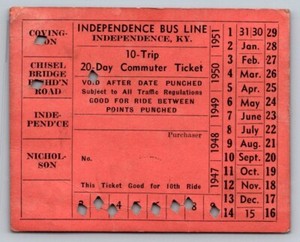 COVING-
TON
CHISEL
BRIDGE
ROAD
INDEPEND'CE
NICHOL-
SON
INDEPENDENCE BUS LINE
INDEPENDENCE, KY.
10-Trip
20-Day Commuter Ticket
VOID AFTER DATE PUNCHED
Subject to All Traffic Regulations
GOOD FOR RIDE BETWEEN
POINTS PUNCHED
Purchaser
No.
This Ticket Good for 10th Ride
1951
1950
1949
1948
1947
1 31 30 29
2 Jan. 28
3 Feb. 27
4 Mar. 26
5 April 25
6 May 24
7 June 23
8 July 22
9 Aug. 21
10 Sept. 20
11 Oct. 19
12 Nov. 18
13 Dec. 17
14 15 16